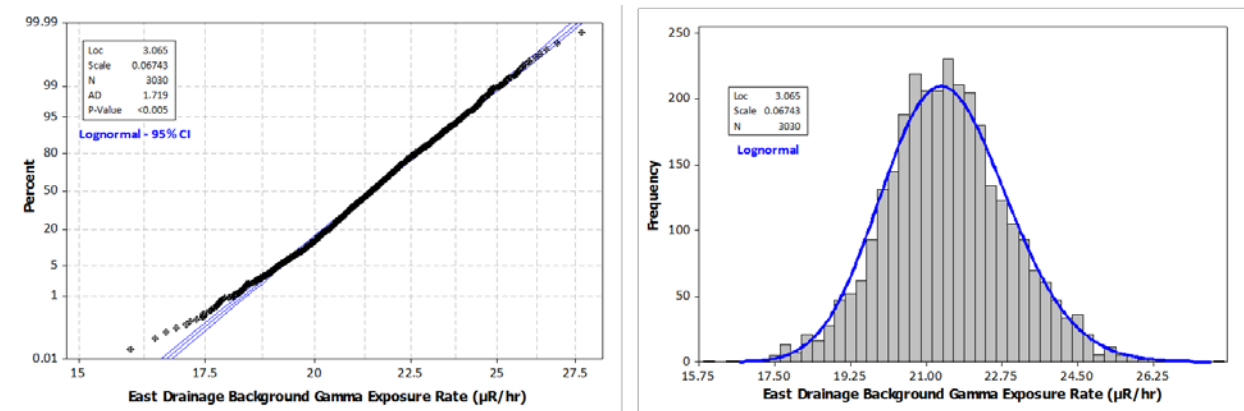 99.99
99
95
80
50
20
5
1
0.01
Percent
Loc 3.065
Scale 0.06743
N 3030
AD 1.719
P-Value <0.005
Lognormal - 95% CI
15 17.5 20 22.5 25 27.5
East Drainage Background Gamma Exposure Rate (µR/hr)
250
200
150
100
50
0
Frequency
Loc 3.065
Scale 0.06743
N 3030
Lognormal
15.75 17.50 19.25 21.00 22.75 24.50 26.25
East Drainage Background Gamma Exposure Rate (µR/hr)